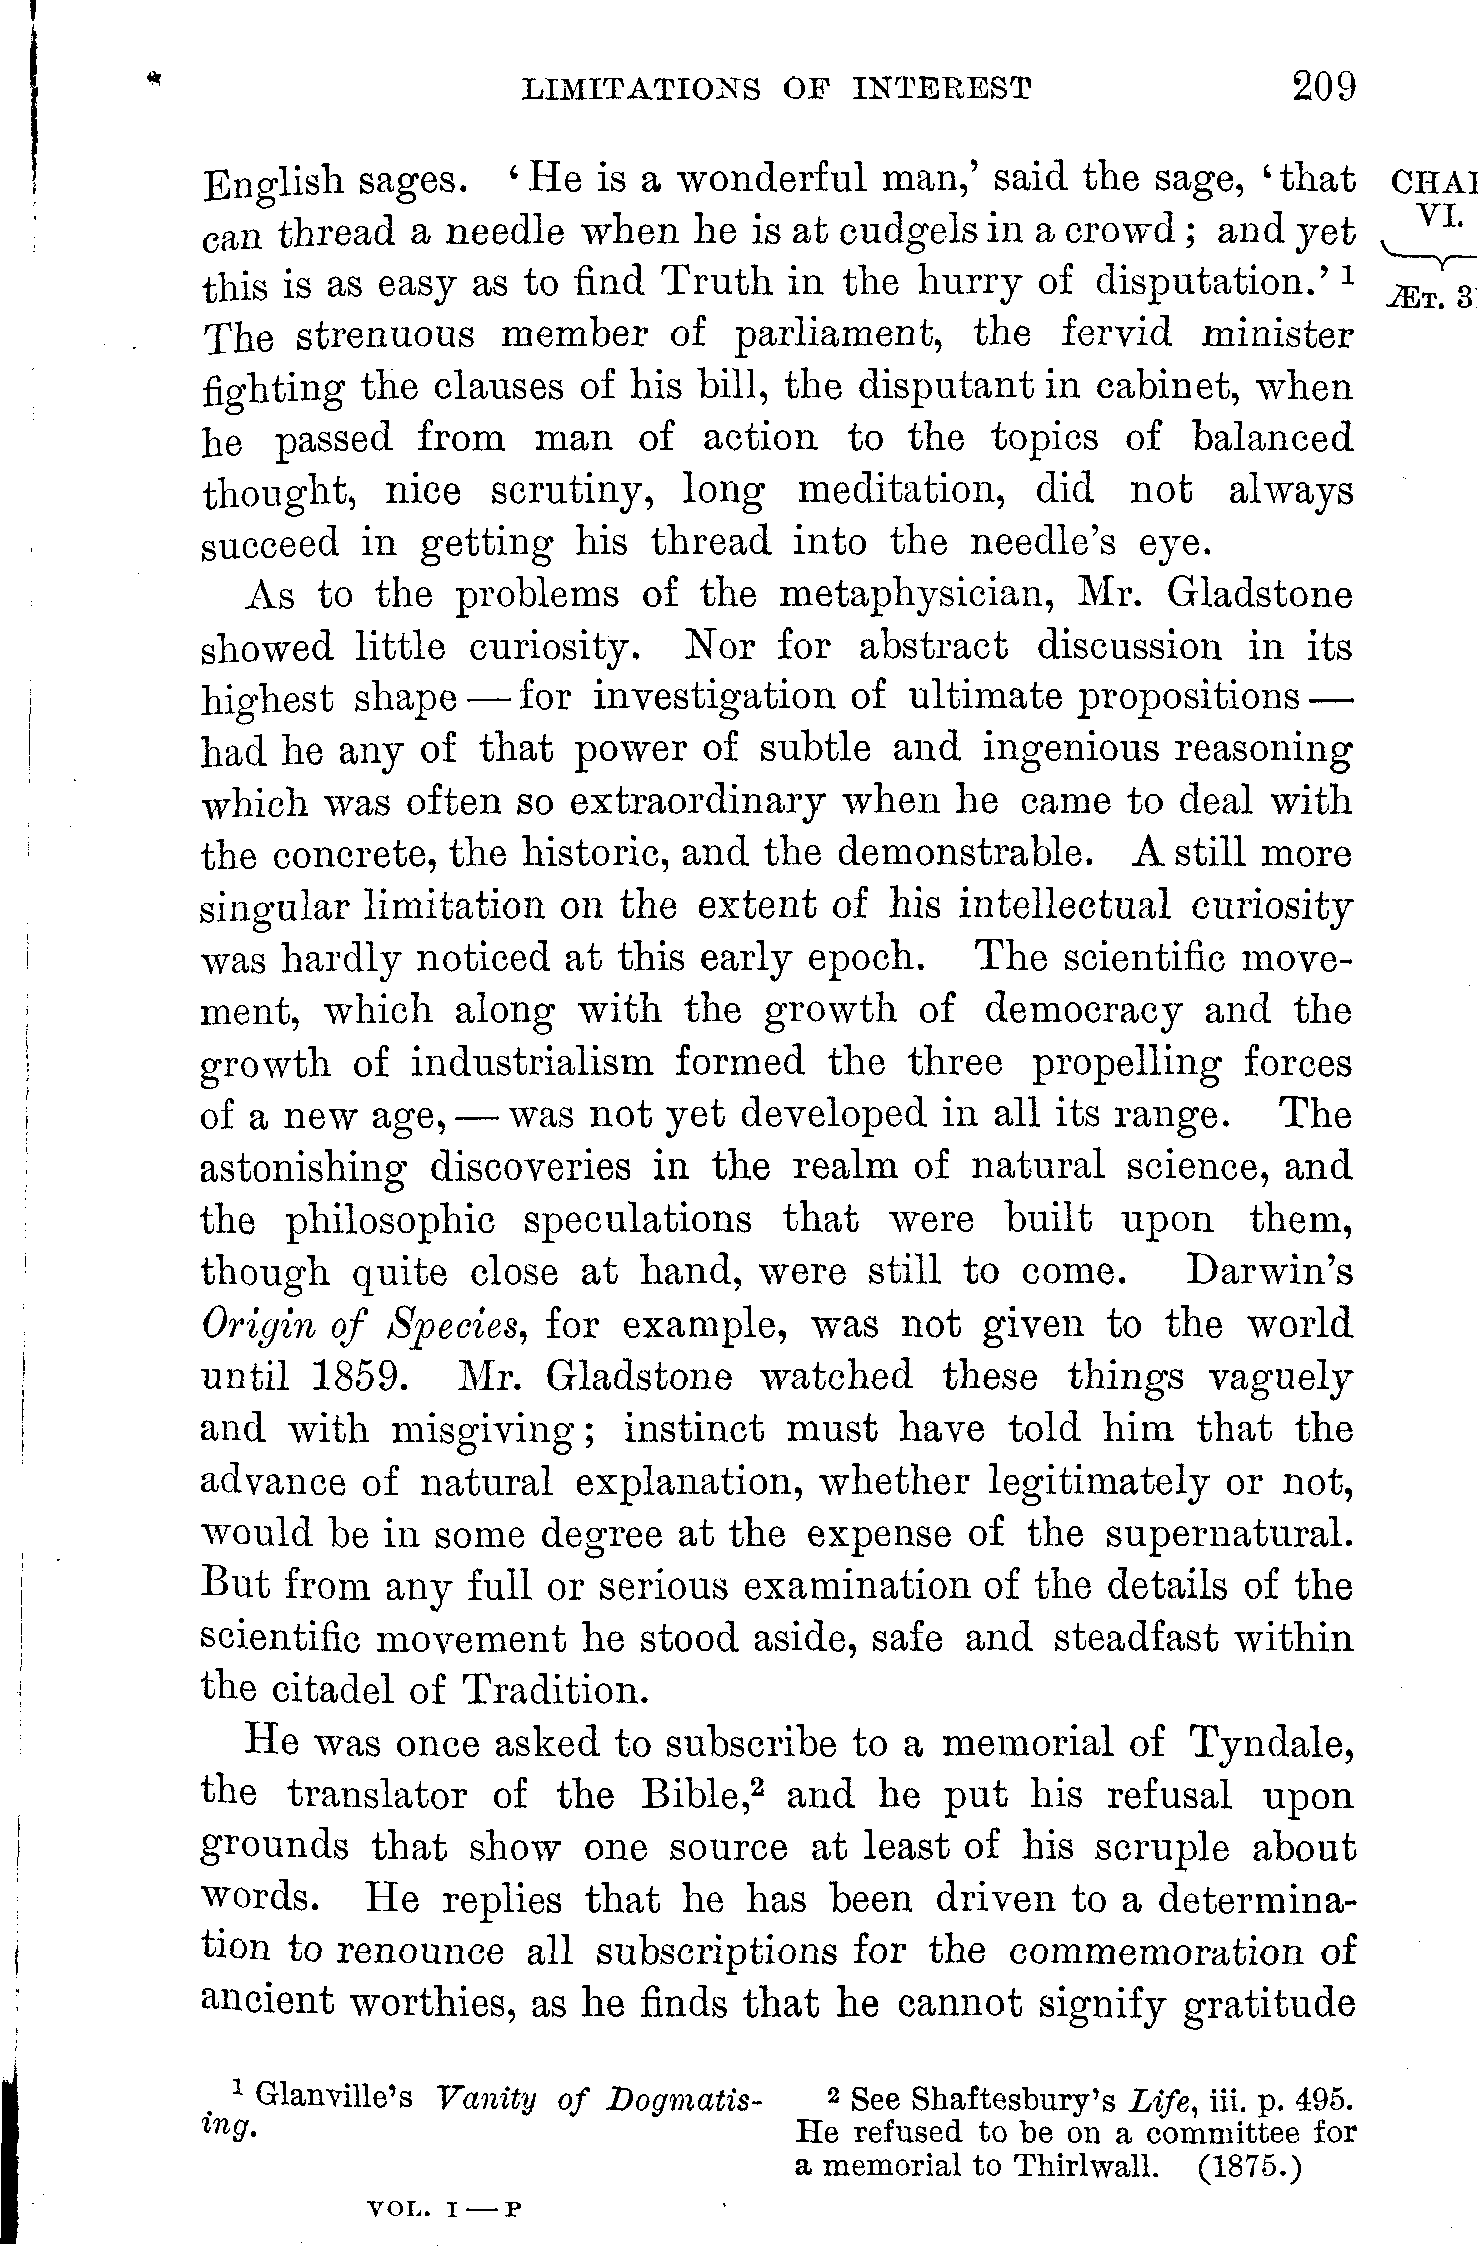 LIMITATIONS OF INTEREST 209
English sages. ‘He is a wonderful man,’ said the sage, ‘that
can thread a needle when he is at cudgels in a crowd; and yet
this is as easy as to find Truth in the hurry of disputation.’ 1
The strenuous member of parliament, the fervid minister
fighting the clauses of his bill, the disputant in cabinet, when
he passed from man of action to the topics of balanced
thought, nice scrutiny, long meditation, did not always
succeed in getting his thread into the needle's eye.
As to the problems of the metaphysician, Mr. Gladstone
showed little curiosity. Nor for abstract discussion in its
highest shape — for investigation of ultimate propositions —
had he any of that power of subtle and ingenious reasoning
which was often so extraordinary when he came to deal with
the concrete, the historic, and the demonstrable. A still more
singular limitation on the extent of his intellectual curiosity
was hardly noticed at this early epoch. The scientific move-
ment, which along with the growth of democracy and the
growth of industrialism formed the three propelling forces
of a new age, — was not yet developed in all its range. The
astonishing discoveries in the realm of natural science, and
the philosophic speculations that were built upon them,
though quite close at hand, were still to come. Darwin's
Origin of Species, for example, was not given to the world
until 1859. Mr. Gladstone watched these things vaguely
and with misgiving; instinct must have told him that the
advance of natural explanation, whether legitimately or not,
would be in some degree at the expense of the supernatural.
But from any full or serious examination of the details of the
scientific movement he stood aside, safe and steadfast within
the citadel of Tradition.
He was once asked to subscribe to a memorial of Tyndale,
the translator of the Bible,2 and he put his refusal upon
grounds that show one source at least of his scruple about
words. He replies that he has been driven to a determina-
tion to renounce all subscriptions for the commemoration of
ancient worthies, as he finds that he cannot signify gratitude
CHA
VI.
ÆT. 3
1 Glanville's Vanity of Dogmatis-
ing.
2 See Shaftesbury's Life, iii. p. 495.
He refused to be on a committee for
a memorial to Thirlwall. (1875.)
VOL. I — P